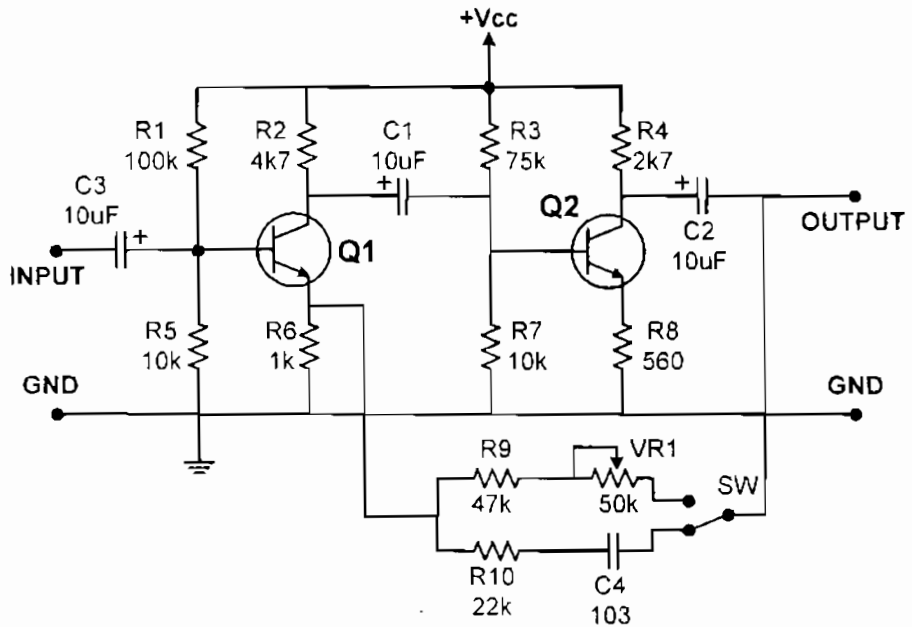 +Vcc
R1
100k
R2
4k7
C1
10uF
+
R3
75k
R4
2k7
C3
10uF
+
INPUT
Q1
Q2
+
C2
10uF
OUTPUT
R5
10k
R6
1k
R7
10k
R8
560
GND
GND
R9
47k
VR1
50k
SW
R10
22k
C4
103